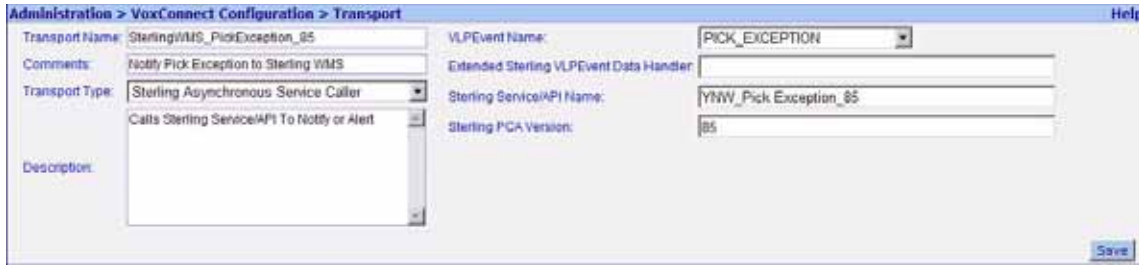 Administration > VoxConnect Configuration > Transport
Help
Transport Name: SterlingWMS_PickException_85
Comments: Notify Pick Exception to Sterling WMS
Transport Type: Sterling Asynchronous Service Caller
Description: Calls Sterling Service/API To Notify or Alert
VLPEvent Name: PICK_EXCEPTION
Extended Sterling VLPEvent Data Handler:
Sterling Service/API Name: YNW_Pick Exception_85
Sterling PCA Version: 85
Save